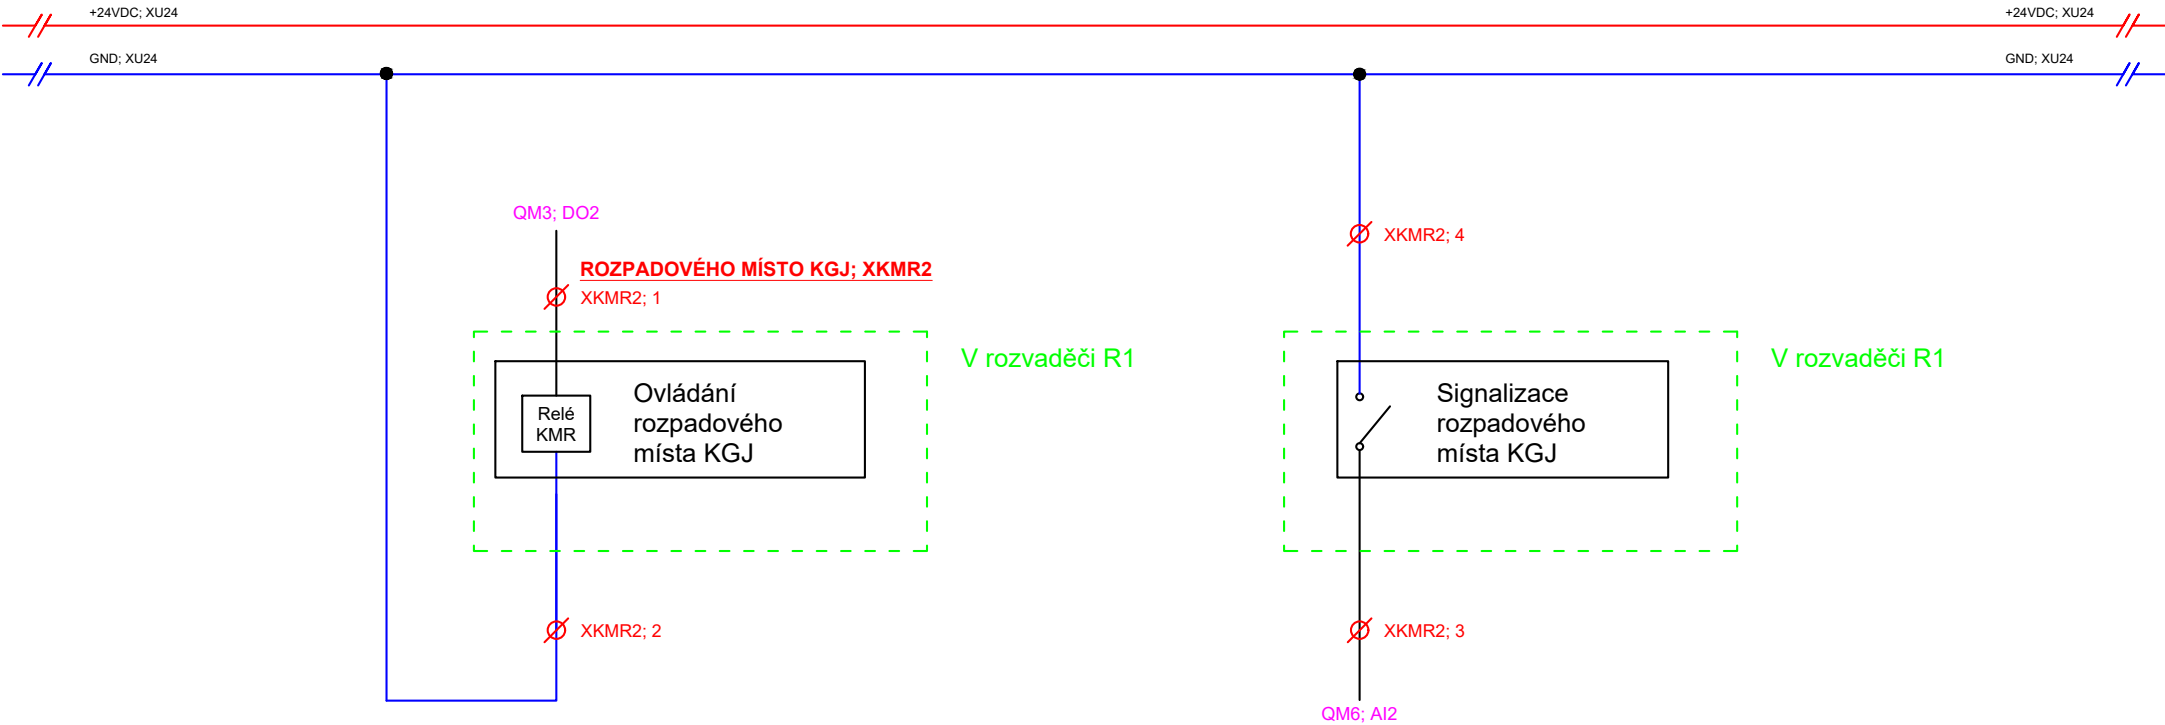 +24VDC; XU24
+24VDC; XU24
GND; XU24
GND; XU24
QM3; DO2
ROZPADOVÉHO MÍSTO KGJ; XKMR2
XKMR2; 1
XKMR2; 4
V rozvaděči R1
Relé
KMR
Ovládání
rozpadového
místa KGJ
V rozvaděči R1
Signalizace
rozpadového
místa KGJ
XKMR2; 2
XKMR2; 3
QM6; AI2